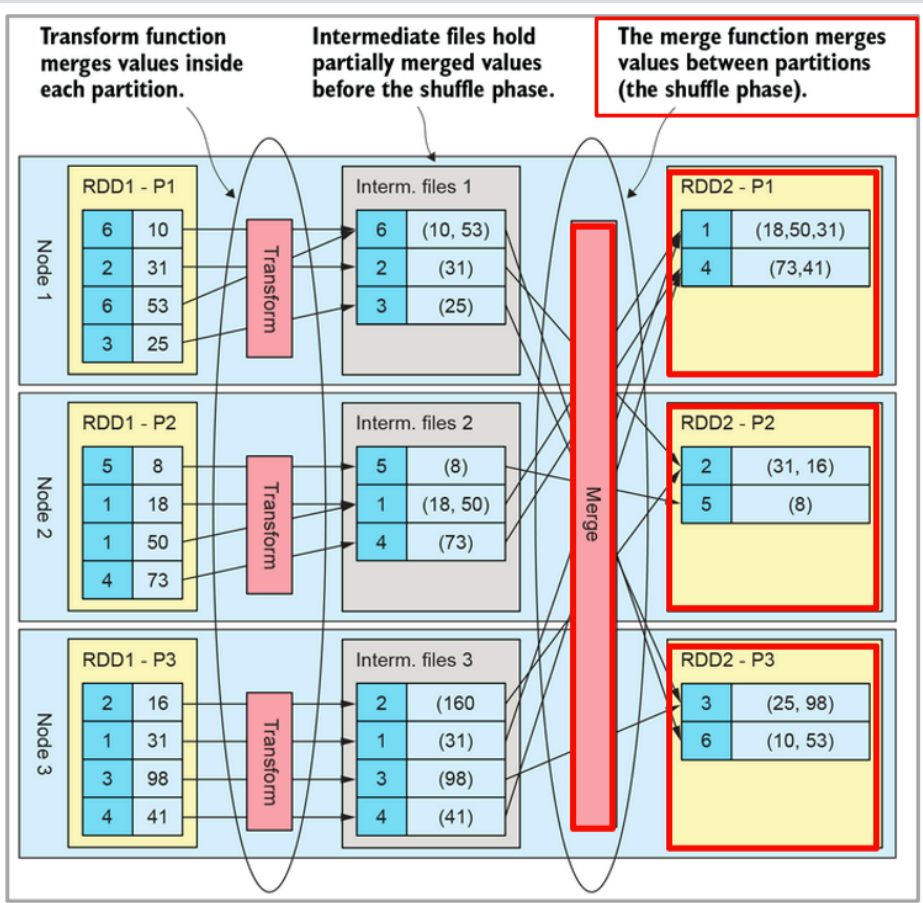 Transform function
merges values inside
each partition.
Intermediate files hold
partially merged values
before the shuffle phase.
The merge function merges
values between partitions
(the shuffle phase).
Node 1
RDD1 - P1
6 10
2 31
6 53
3 25
Transform
Interm. files 1
6 (10, 53)
2 (31)
3 (25)
RDD2 - P1
1 (18,50,31)
4 (73,41)
Node 2
RDD1 - P2
5 8
1 18
1 50
4 73
Transform
Interm. files 2
5 (8)
1 (18, 50)
4 (73)
Merge
RDD2 - P2
2 (31, 16)
5 (8)
Node 3
RDD1 - P3
2 16
1 31
3 98
4 41
Transform
Interm. files 3
2 (160
1 (31)
3 (98)
4 (41)
RDD2 - P3
3 (25, 98)
6 (10, 53)